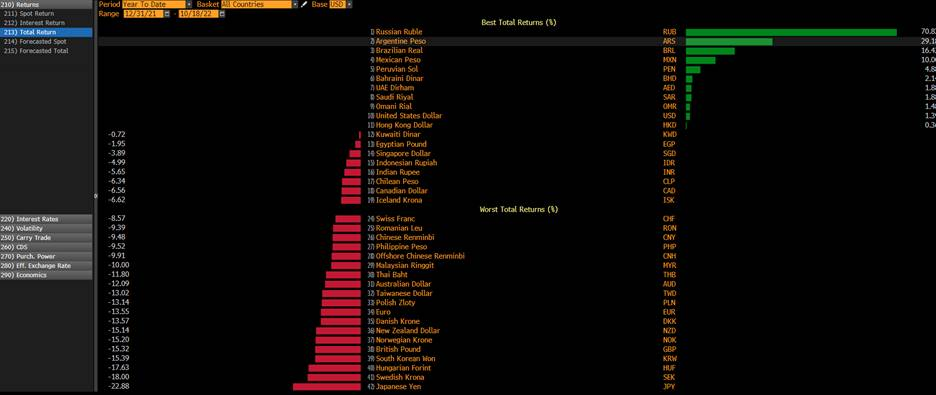 210) Returns
211) Spot Return
212) Interest Return
213) Total Return
214) Forecasted Spot
215) Forecasted Total
220) Interest Rates
240) Volatility
250) Carry Trade
260) CDS
270) Purch. Power
280) Eff. Exchange Rate
290) Economics
Period Year To Date Basket All Countries Base USD
Range 12/31/21 - 10/18/22
Best Total Returns (%)
1) Russian Ruble RUB 70.8
2) Argentine Peso ARS 29.1
3) Brazilian Real BRL 16.4
4) Mexican Peso MXN 10.0
5) Peruvian Sol PEN 4.8
6) Bahraini Dinar BHD 2.1
7) UAE Dirham AED 1.8
8) Saudi Riyal SAR 1.8
9) Omani Rial OMR 1.4
10) United States Dollar USD 1.3
11) Hong Kong Dollar HKD 0.3
-0.72 12) Kuwaiti Dinar KWD
-1.95 13) Egyptian Pound EGP
-3.89 14) Singapore Dollar SGD
-4.99 15) Indonesian Rupiah IDR
-5.65 16) Indian Rupee INR
-6.34 17) Chilean Peso CLP
-6.56 18) Canadian Dollar CAD
-6.62 19) Iceland Krona ISK
Worst Total Returns (%)
-8.57 24) Swiss Franc CHF
-9.39 25) Romanian Leu RON
-9.48 26) Chinese Renminbi CNY
-9.52 27) Philippine Peso PHP
-9.91 28) Offshore Chinese Renminbi CNH
-10.00 29) Malaysian Ringgit MYR
-11.80 30) Thai Baht THB
-12.09 31) Australian Dollar AUD
-13.02 32) Taiwanese Dollar TWD
-13.14 33) Polish Zloty PLN
-13.55 34) Euro EUR
-13.57 35) Danish Krone DKK
-15.14 36) New Zealand Dollar NZD
-15.20 37) Norwegian Krone NOK
-15.32 38) British Pound GBP
-15.39 39) South Korean Won KRW
-17.63 40) Hungarian Forint HUF
-18.00 41) Swedish Krona SEK
-22.88 42) Japanese Yen JPY